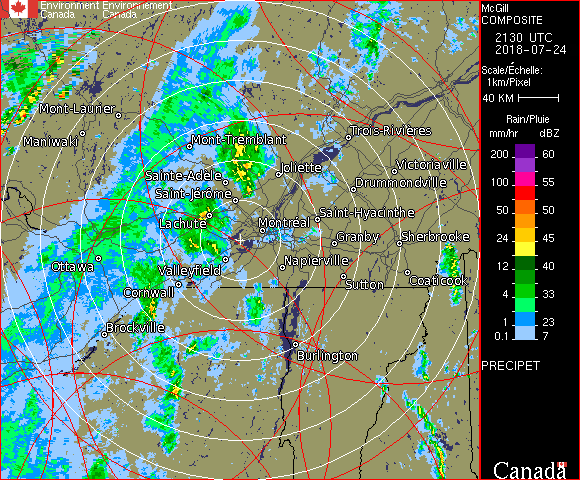 Environment Environnement
Canada Canada
Mont-Laurier
Maniwaki
Mont-Tremblant
Trois-Rivières
Sainte-Adèle
Joliette
Victoriaville
Saint-Jérôme
Drummondville
Lachute
Montréal
Saint-Hyacinthe
Granby
Sherbrooke
Ottawa
Valleyfield
Napierville
Cornwall
Sutton
Coaticook
Brockville
Burlington
McGill
COMPOSITE
2130 UTC
2018-07-24
Scale/Échelle:
1km/Pixel
40 KM
Rain/Pluie
mm/hr dBZ
200 60
100 55
50 50
24 45
12 40
4 33
1 23
0.1 7
PRECIPET
Canada